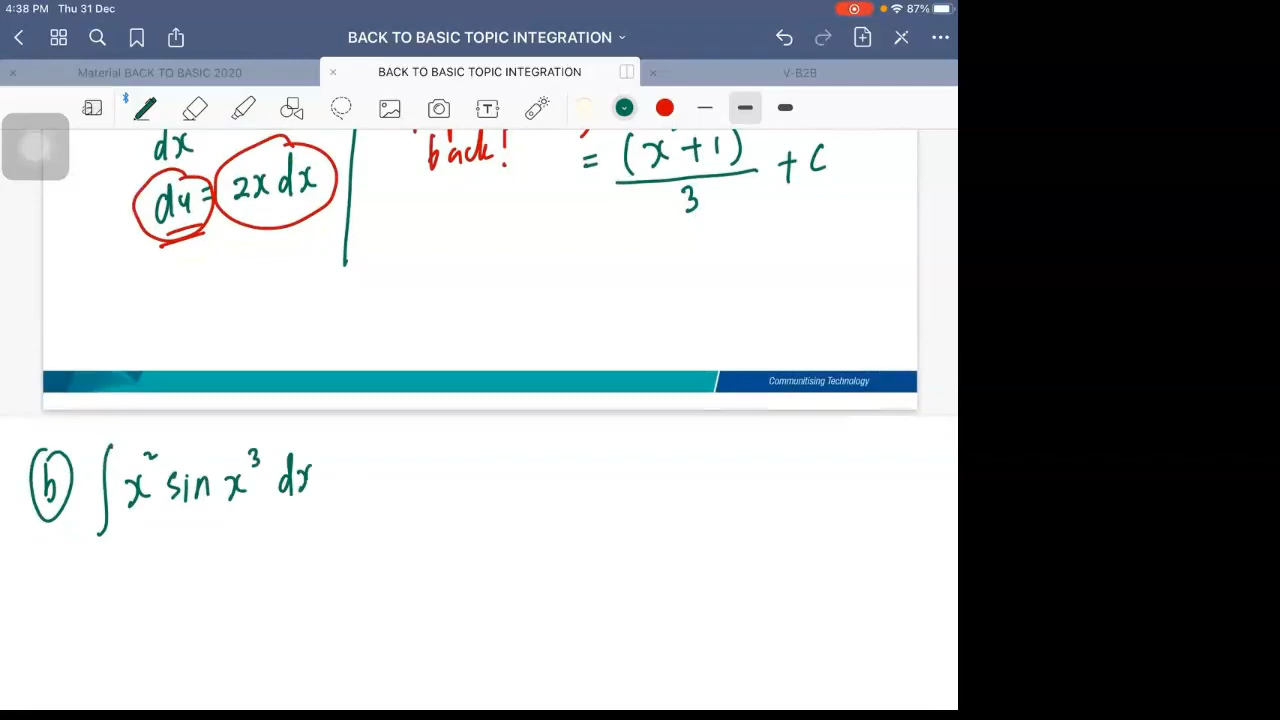 4:38 PM Thu 31 Dec 87%
BACK TO BASIC TOPIC INTEGRATION
Material BACK TO BASIC 2020 BACK TO BASIC TOPIC INTEGRATION V-B2B
dx
du = 2x dx
back!
= (x² + 1) / 3 + C
Communitising Technology
(b) ∫ x² sin x³ dx